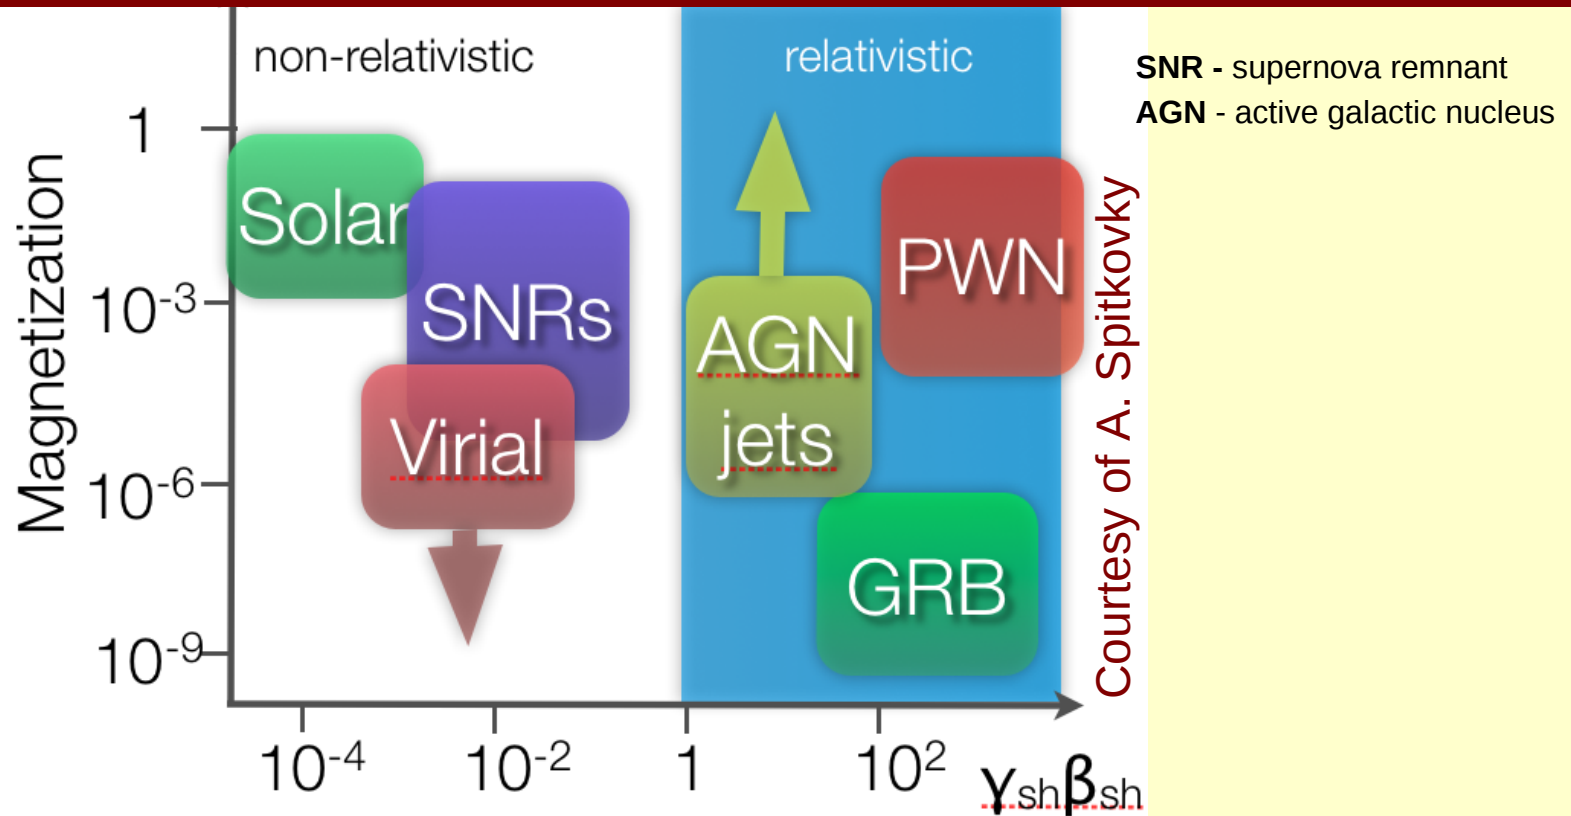 non-relativistic
relativistic
SNR - supernova remnant
AGN - active galactic nucleus
Magnetization
1
10⁻³
10⁻⁶
10⁻⁹
Solar
SNRs
Virial
AGN
jets
PWN
GRB
Courtesy of A. Spitkovky
10⁻⁴
10⁻²
1
10²
γshβsh